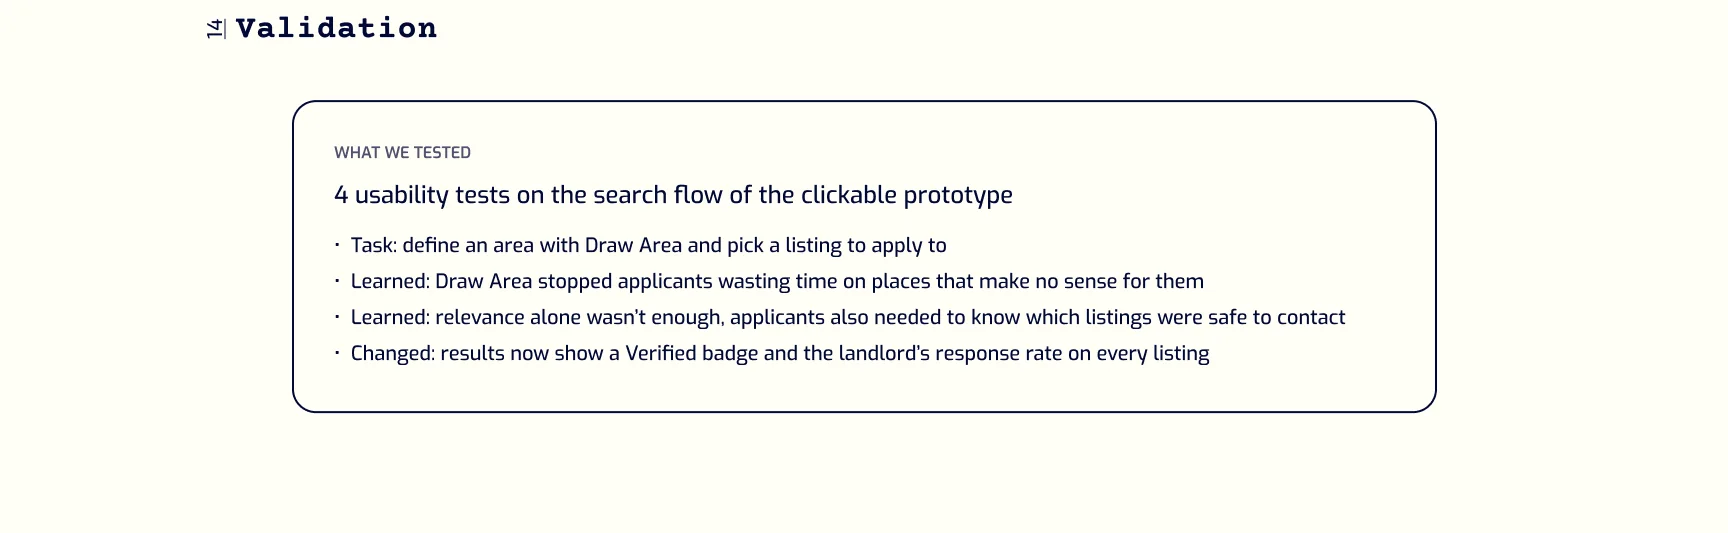 14 Validation
WHAT WE TESTED
4 usability tests on the search flow of the clickable prototype
· Task: define an area with Draw Area and pick a listing to apply to
· Learned: Draw Area stopped applicants wasting time on places that make no sense for them
· Learned: relevance alone wasn’t enough, applicants also needed to know which listings were safe to contact
· Changed: results now show a Verified badge and the landlord’s response rate on every listing